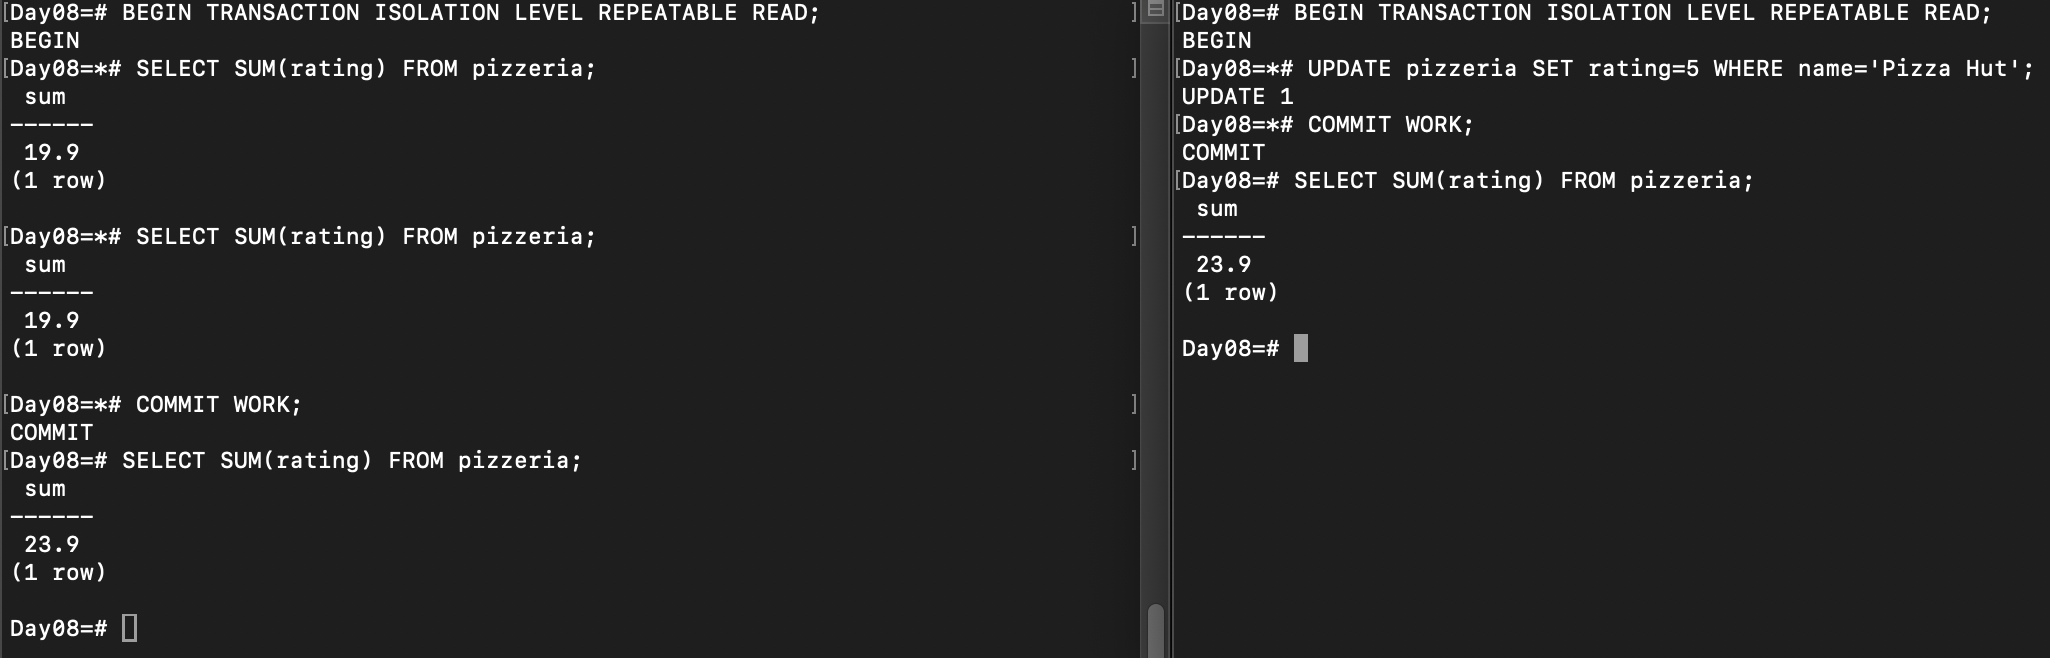 [Day08=# BEGIN TRANSACTION ISOLATION LEVEL REPEATABLE READ; ]
BEGIN
[Day08=*# SELECT SUM(rating) FROM pizzeria; ]
sum
------
19.9
(1 row)
[Day08=*# SELECT SUM(rating) FROM pizzeria; ]
sum
------
19.9
(1 row)
[Day08=*# COMMIT WORK; ]
COMMIT
[Day08=# SELECT SUM(rating) FROM pizzeria; ]
sum
------
23.9
(1 row)
Day08=#
[Day08=# BEGIN TRANSACTION ISOLATION LEVEL REPEATABLE READ;
BEGIN
[Day08=*# UPDATE pizzeria SET rating=5 WHERE name='Pizza Hut';
UPDATE 1
[Day08=*# COMMIT WORK;
COMMIT
[Day08=# SELECT SUM(rating) FROM pizzeria;
sum
------
23.9
(1 row)
Day08=#